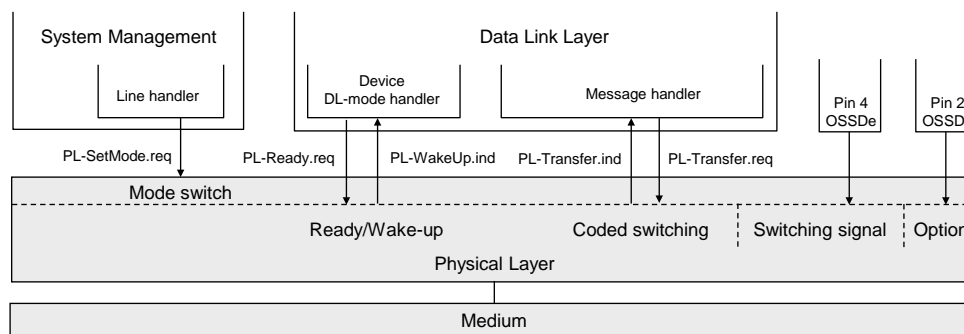 System Management
Data Link Layer
Line handler
Device
DL-mode handler
Message handler
Pin 4
OSSDe
Pin 2
OSSD
PL-SetMode.req
PL-Ready.req
PL-WakeUp.ind
PL-Transfer.ind
PL-Transfer.req
Mode switch
Ready/Wake-up
Coded switching
Switching signal
Option
Physical Layer
Medium